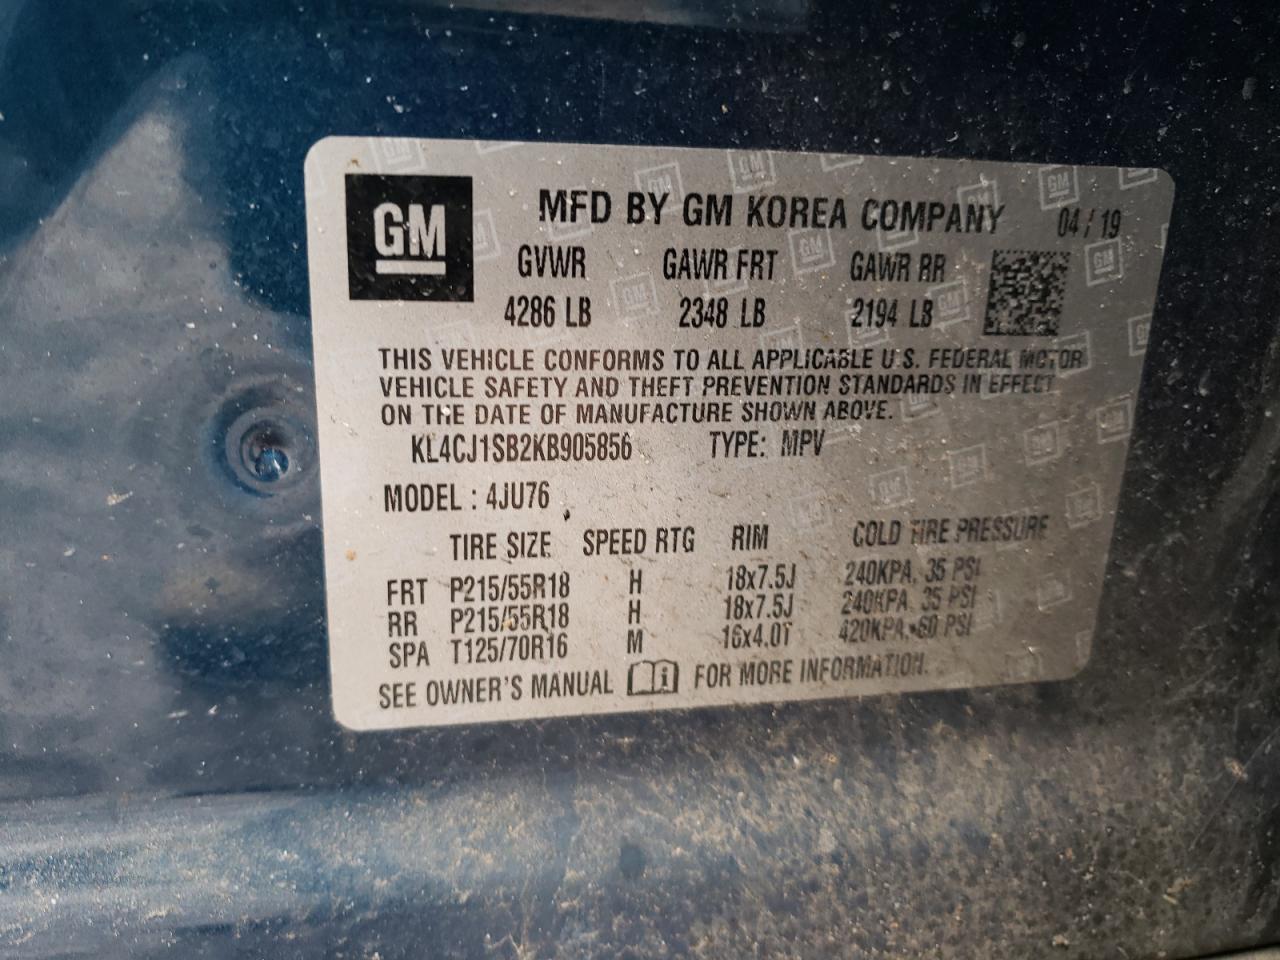 GM
MFD BY GM KOREA COMPANY 04/19
GVWR GAWR FRT GAWR RR
4286 LB 2348 LB 2194 LB
THIS VEHICLE CONFORMS TO ALL APPLICABLE U.S. FEDERAL MOTOR
VEHICLE SAFETY AND THEFT PREVENTION STANDARDS IN EFFECT
ON THE DATE OF MANUFACTURE SHOWN ABOVE.
KL4CJ1SB2KB905856 TYPE: MPV
MODEL : 4JU76
TIRE SIZE SPEED RTG RIM COLD TIRE PRESSURE
FRT P215/55R18 H 18x7.5J 240KPA, 35 PSI
RR P215/55R18 H 18x7.5J 240KPA, 35 PSI
SPA T125/70R16 M 16x4.0T 420KPA, 60 PSI
SEE OWNER'S MANUAL FOR MORE INFORMATION.